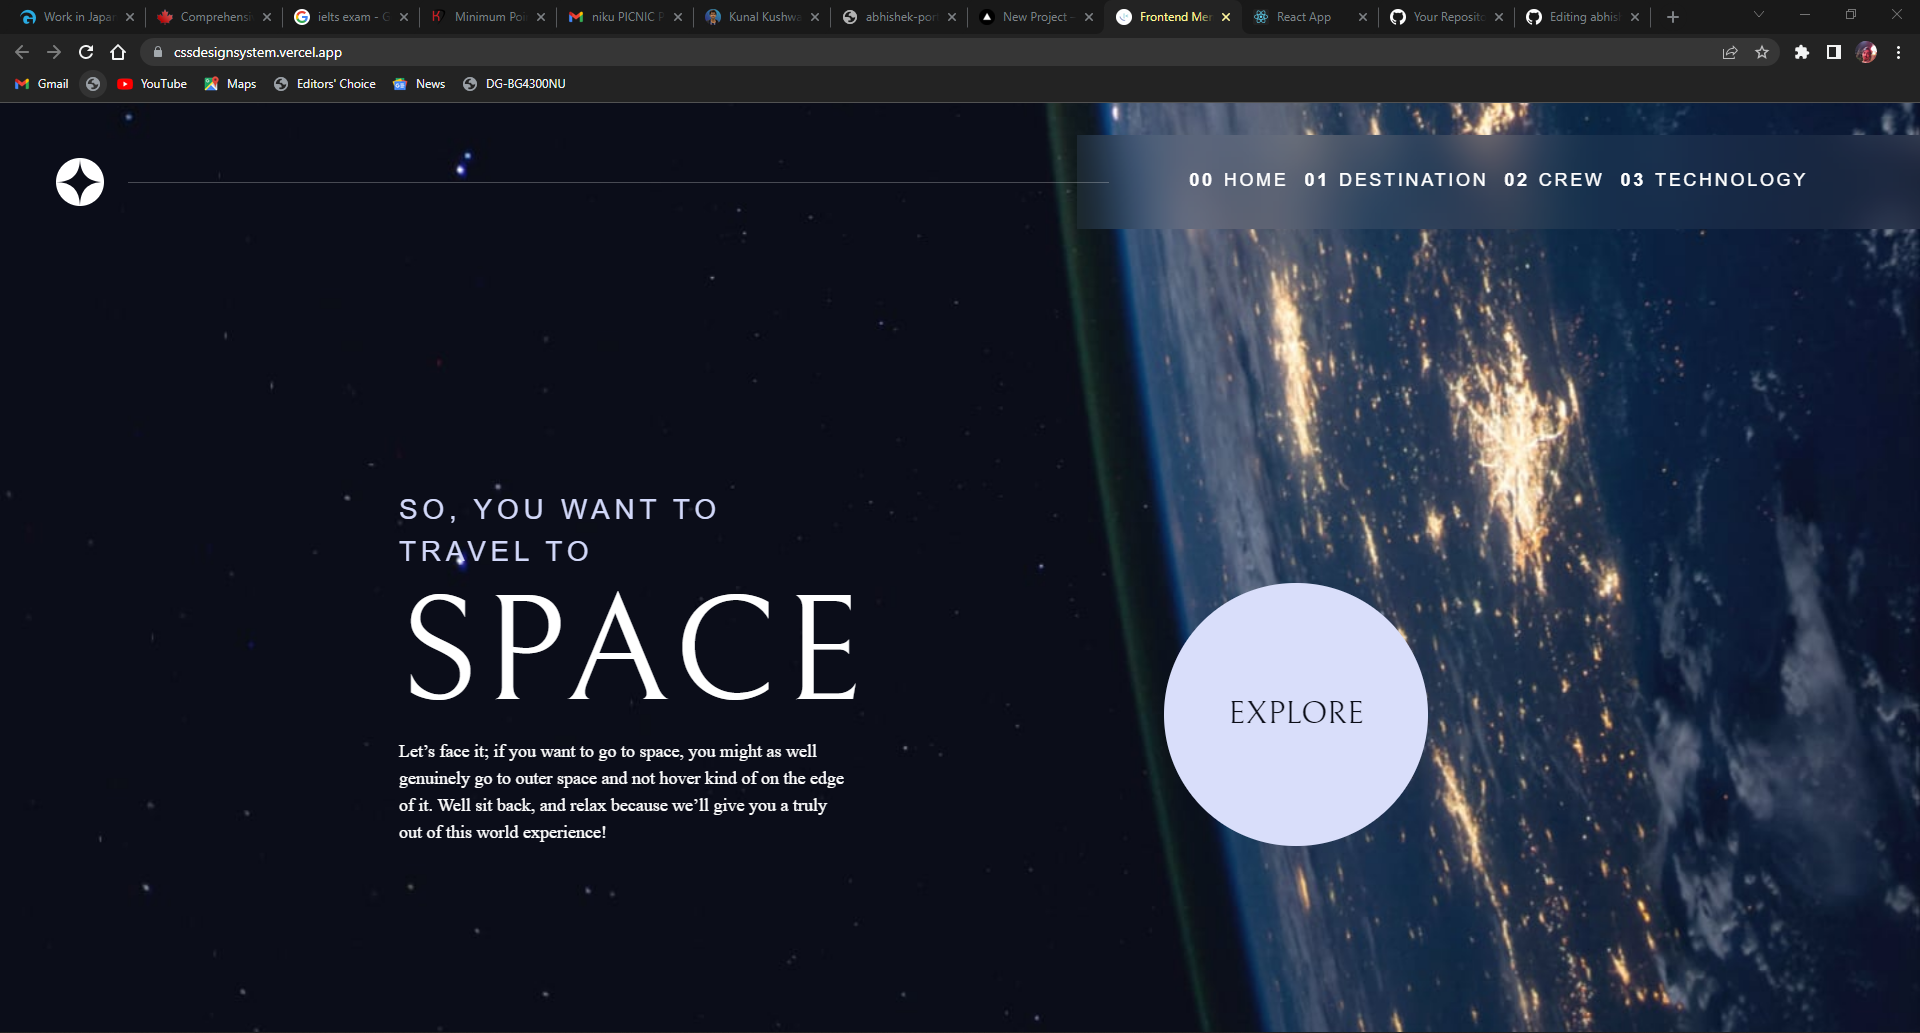 Work in Japan
Comprehensi
ielts exam - G
Minimum Poi
niku PICNIC P
Kunal Kushwa
abhishek-port
New Project -
Frontend Men
React App
Your Reposito
Editing abhis
cssdesignsystem.vercel.app
Gmail
YouTube
Maps
Editors' Choice
News
DG-BG4300NU
00 HOME 01 DESTINATION 02 CREW 03 TECHNOLOGY
SO, YOU WANT TO
TRAVEL TO
SPACE
Let’s face it; if you want to go to space, you might as well
genuinely go to outer space and not hover kind of on the edge
of it. Well sit back, and relax because we’ll give you a truly
out of this world experience!
EXPLORE